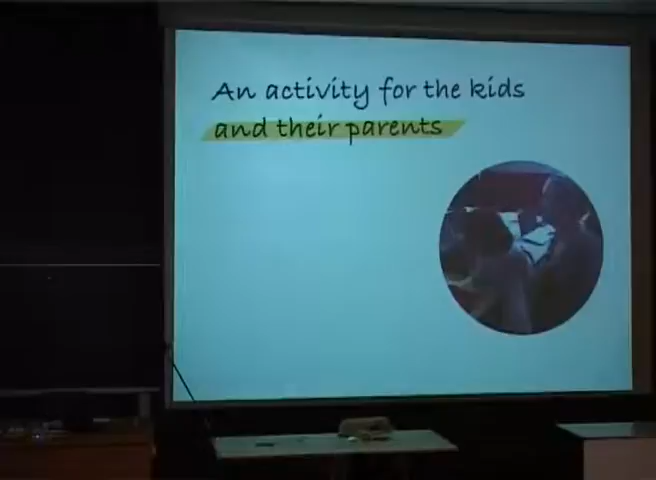 An activity for the kids
and their parents